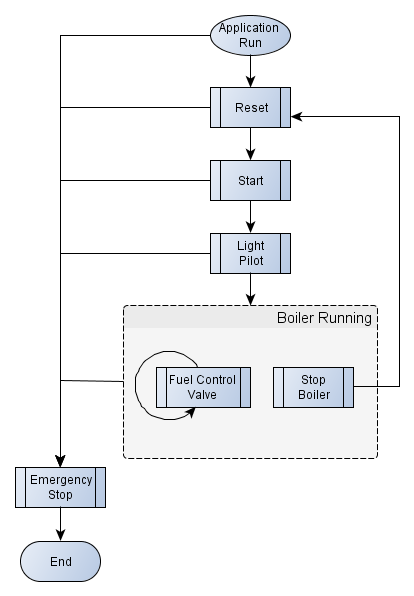 Application
Run
Reset
Start
Light
Pilot
Boiler Running
Fuel Control
Valve
Stop
Boiler
Emergency
Stop
End